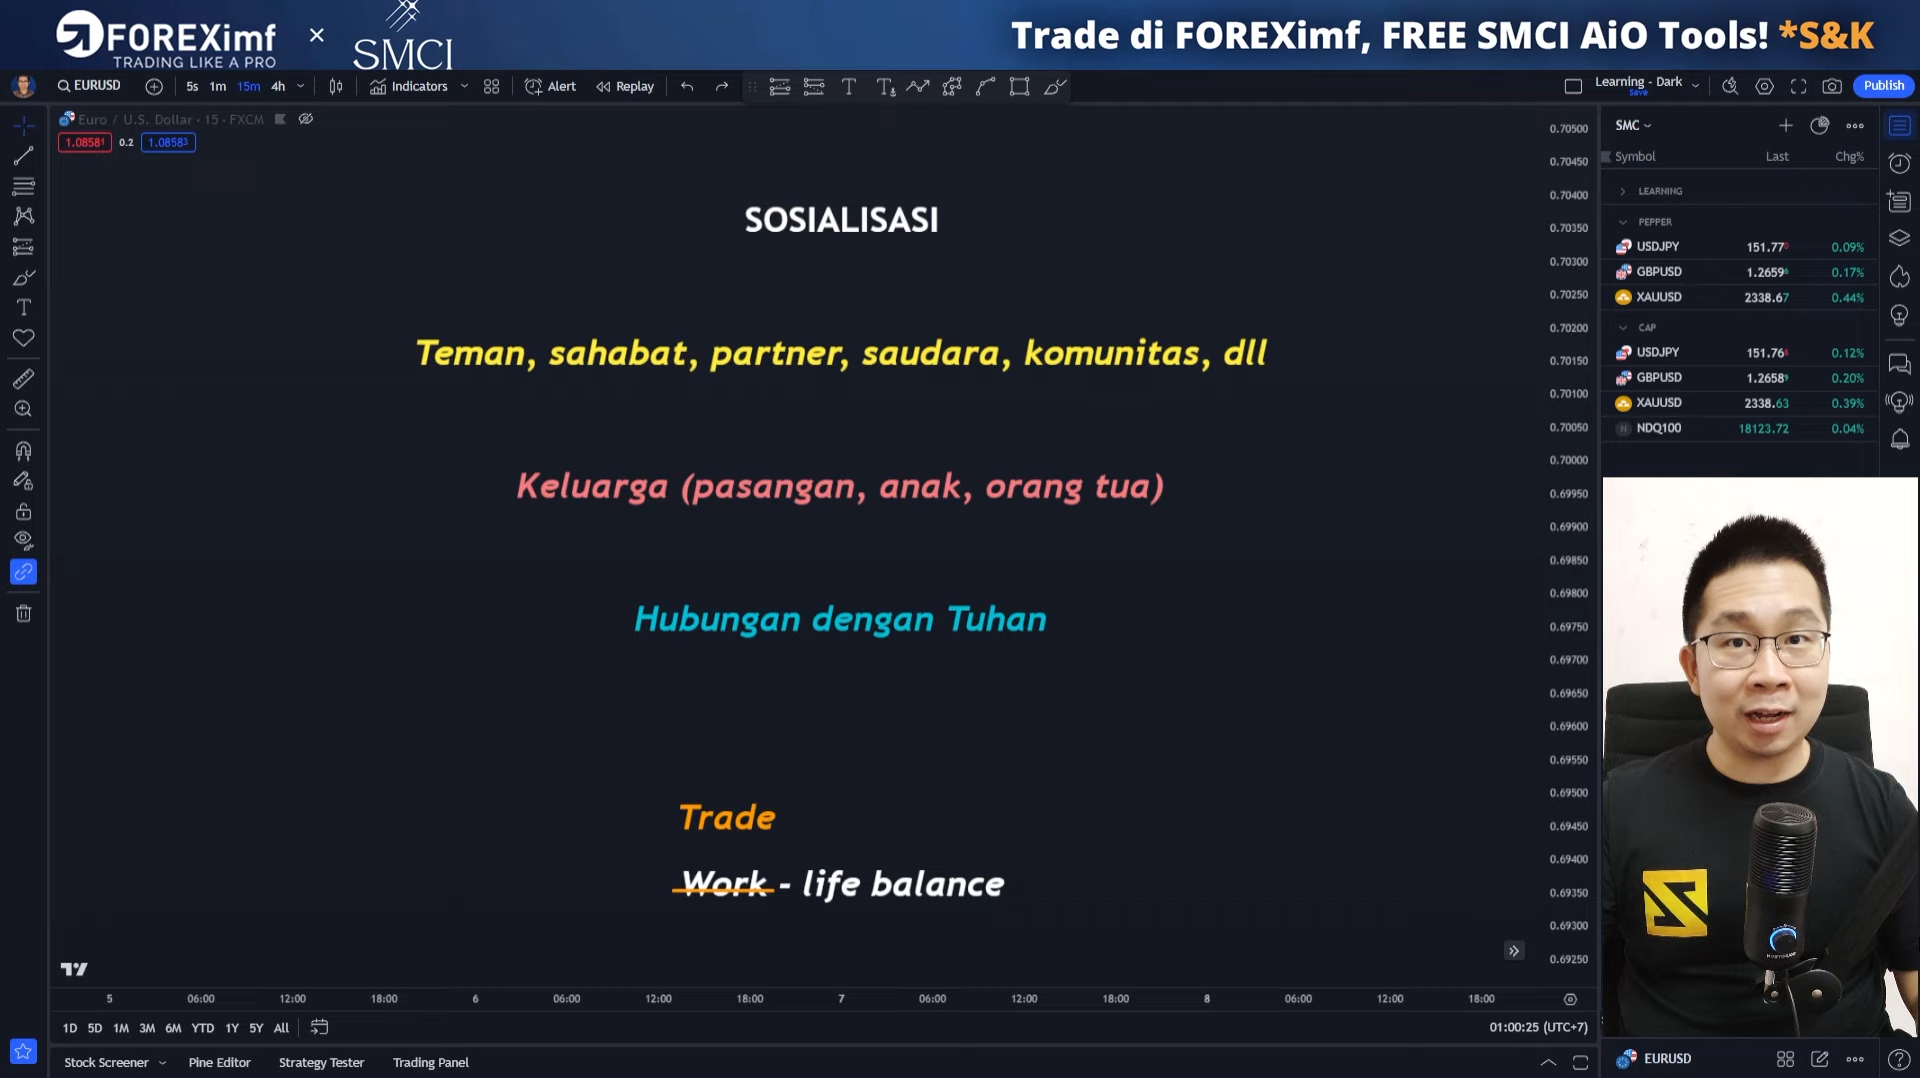 FOREXimf
TRADING LIKE A PRO
×
SMCI
Trade di FOREXimf, FREE SMCI AiO Tools! *S&K
EURUSD
5s 1m 15m 4h
Indicators
Alert
Replay
Learning - Dark
Save
Publish
Euro / U.S. Dollar · 15 · FXCM
1.08581 0.2 1.08583
SOSIALISASI
Teman, sahabat, partner, saudara, komunitas, dll
Keluarga (pasangan, anak, orang tua)
Hubungan dengan Tuhan
Trade
Work - life balance
0.70500
0.70450
0.70400
0.70350
0.70300
0.70250
0.70200
0.70150
0.70100
0.70050
0.70000
0.69950
0.69900
0.69850
0.69800
0.69750
0.69700
0.69650
0.69600
0.69550
0.69500
0.69450
0.69400
0.69350
0.69300
0.69250
5 06:00 12:00 18:00 6 06:00 12:00 18:00 7 06:00 12:00 18:00 8 06:00 12:00 18:00
1D 5D 1M 3M 6M YTD 1Y 5Y All
01:00:25 (UTC+7)
Stock Screener Pine Editor Strategy Tester Trading Panel
SMC
Symbol Last Chg%
LEARNING
PEPPER
USDJPY 151.770 0.09%
GBPUSD 1.26596 0.17%
XAUUSD 2338.67 0.44%
CAP
USDJPY 151.768 0.12%
GBPUSD 1.26589 0.20%
XAUUSD 2338.63 0.39%
NDQ100 18123.72 0.04%
EURUSD